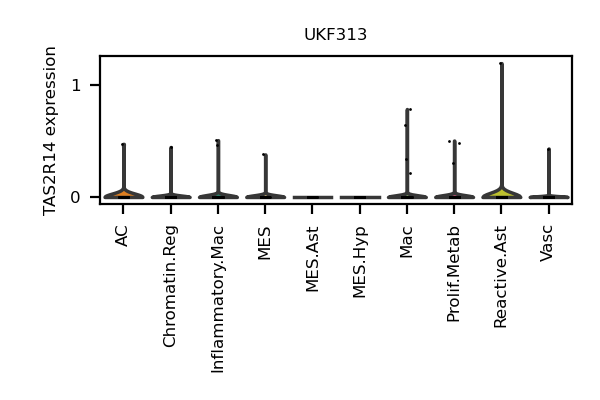 UKF313
TAS2R14 expression
1
0
AC
Chromatin.Reg
Inflammatory.Mac
MES
MES.Ast
MES.Hyp
Mac
Prolif.Metab
Reactive.Ast
Vasc